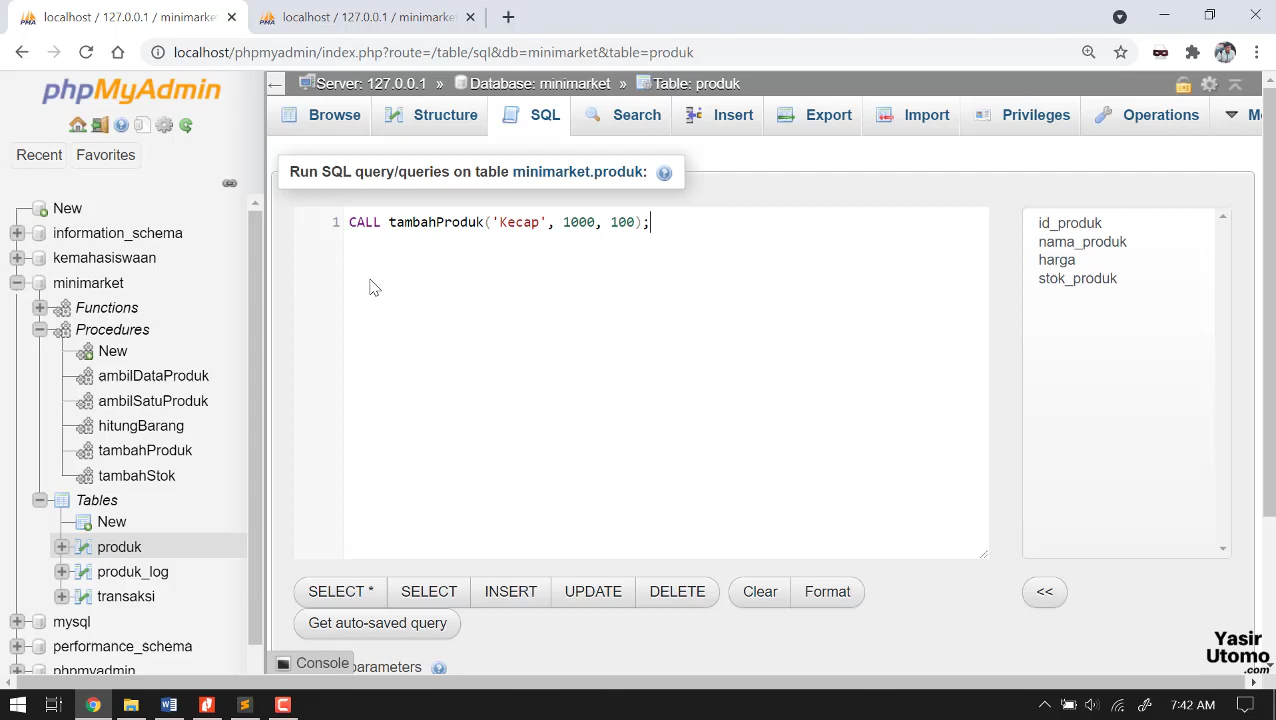 localhost / 127.0.0.1 / minimarke
localhost / 127.0.0.1 / minimarke
localhost/phpmyadmin/index.php?route=/table/sql&db=minimarket&table=produk
phpMyAdmin
Recent
Favorites
New
information_schema
kemahasiswaan
minimarket
Functions
Procedures
New
ambilDataProduk
ambilSatuProduk
hitungBarang
tambahProduk
tambahStok
Tables
New
produk
produk_log
transaksi
mysql
performance_schema
phpmyadmin
Server: 127.0.0.1 » Database: minimarket » Table: produk
Browse
Structure
SQL
Search
Insert
Export
Import
Privileges
Operations
Run SQL query/queries on table minimarket.produk:
1 CALL tambahProduk('Kecap', 1000, 100);
id_produk
nama_produk
harga
stok_produk
SELECT *
SELECT
INSERT
UPDATE
DELETE
Clear
Format
<<
Get auto-saved query
Console
parameters
Yasir
Utomo.com
7:42 AM